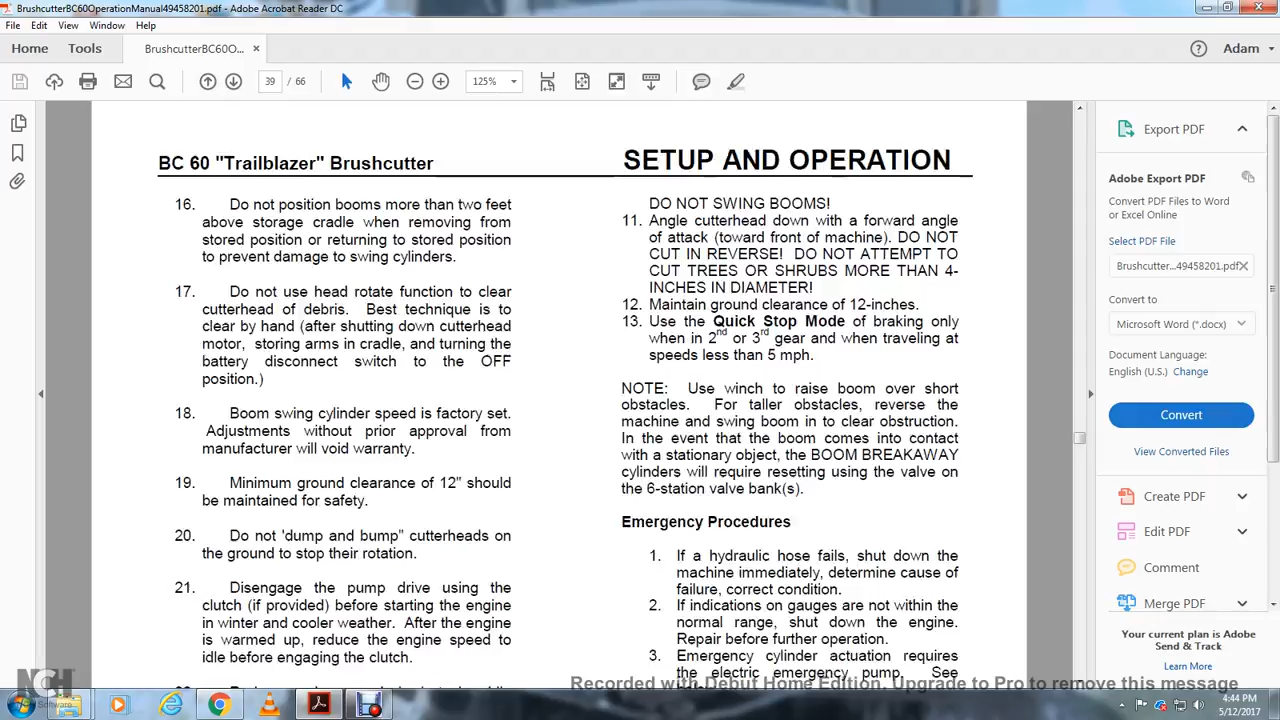 BrushcutterBC60OperationManual49458201.pdf - Adobe Acrobat Reader DC
File Edit View Window Help
Home Tools BrushcutterBC60O... × Adam
39 / 66 125%
BC 60 "Trailblazer" Brushcutter SETUP AND OPERATION
16. Do not position booms more than two feet
above storage cradle when removing from
stored position or returning to stored position
to prevent damage to swing cylinders.
17. Do not use head rotate function to clear
cutterhead of debris. Best technique is to
clear by hand (after shutting down cutterhead
motor, storing arms in cradle, and turning the
battery disconnect switch to the OFF
position.)
18. Boom swing cylinder speed is factory set.
Adjustments without prior approval from
manufacturer will void warranty.
19. Minimum ground clearance of 12" should
be maintained for safety.
20. Do not 'dump and bump" cutterheads on
the ground to stop their rotation.
21. Disengage the pump drive using the
clutch (if provided) before starting the engine
in winter and cooler weather. After the engine
is warmed up, reduce the engine speed to
idle before engaging the clutch.
DO NOT SWING BOOMS!
11. Angle cutterhead down with a forward angle
of attack (toward front of machine). DO NOT
CUT IN REVERSE! DO NOT ATTEMPT TO
CUT TREES OR SHRUBS MORE THAN 4-
INCHES IN DIAMETER!
12. Maintain ground clearance of 12-inches.
13. Use the Quick Stop Mode of braking only
when in 2nd or 3rd gear and when traveling at
speeds less than 5 mph.
NOTE: Use winch to raise boom over short
obstacles. For taller obstacles, reverse the
machine and swing boom in to clear obstruction.
In the event that the boom comes into contact
with a stationary object, the BOOM BREAKAWAY
cylinders will require resetting using the valve on
the 6-station valve bank(s).
Emergency Procedures
1. If a hydraulic hose fails, shut down the
machine immediately, determine cause of
failure, correct condition.
2. If indications on gauges are not within the
normal range, shut down the engine.
Repair before further operation.
3. Emergency cylinder actuation requires
the electric emergency pump. See
Export PDF
Adobe Export PDF
Convert PDF Files to Word
or Excel Online
Select PDF File
Brushcutter...49458201.pdf ×
Convert to
Microsoft Word (*.docx)
Document Language:
English (U.S.) Change
Convert
View Converted Files
Create PDF
Edit PDF
Comment
Merge PDF
Your current plan is Adobe
Send & Track
Learn More
Recorded with Debut Home Edition. Upgrade to Pro to remove this message
NCH
Software
4:44 PM
5/12/2017